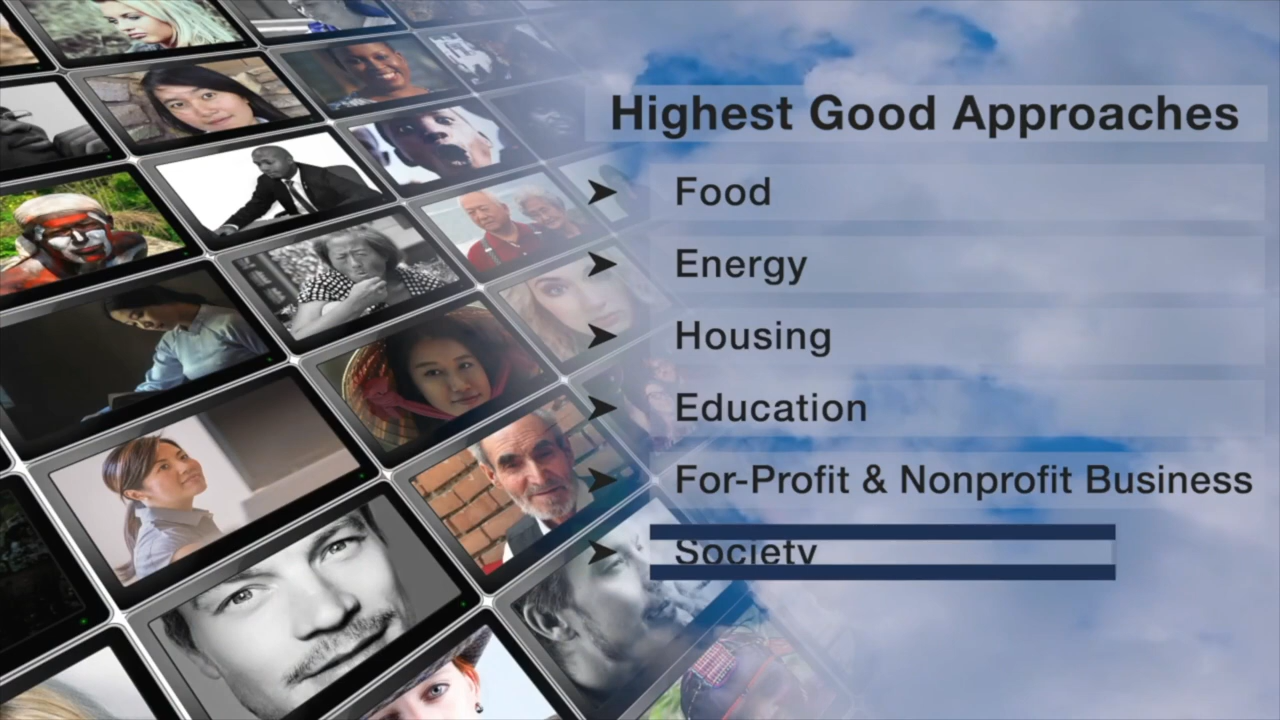 Highest Good Approaches
Food
Energy
Housing
Education
For-Profit & Nonprofit Business
Society